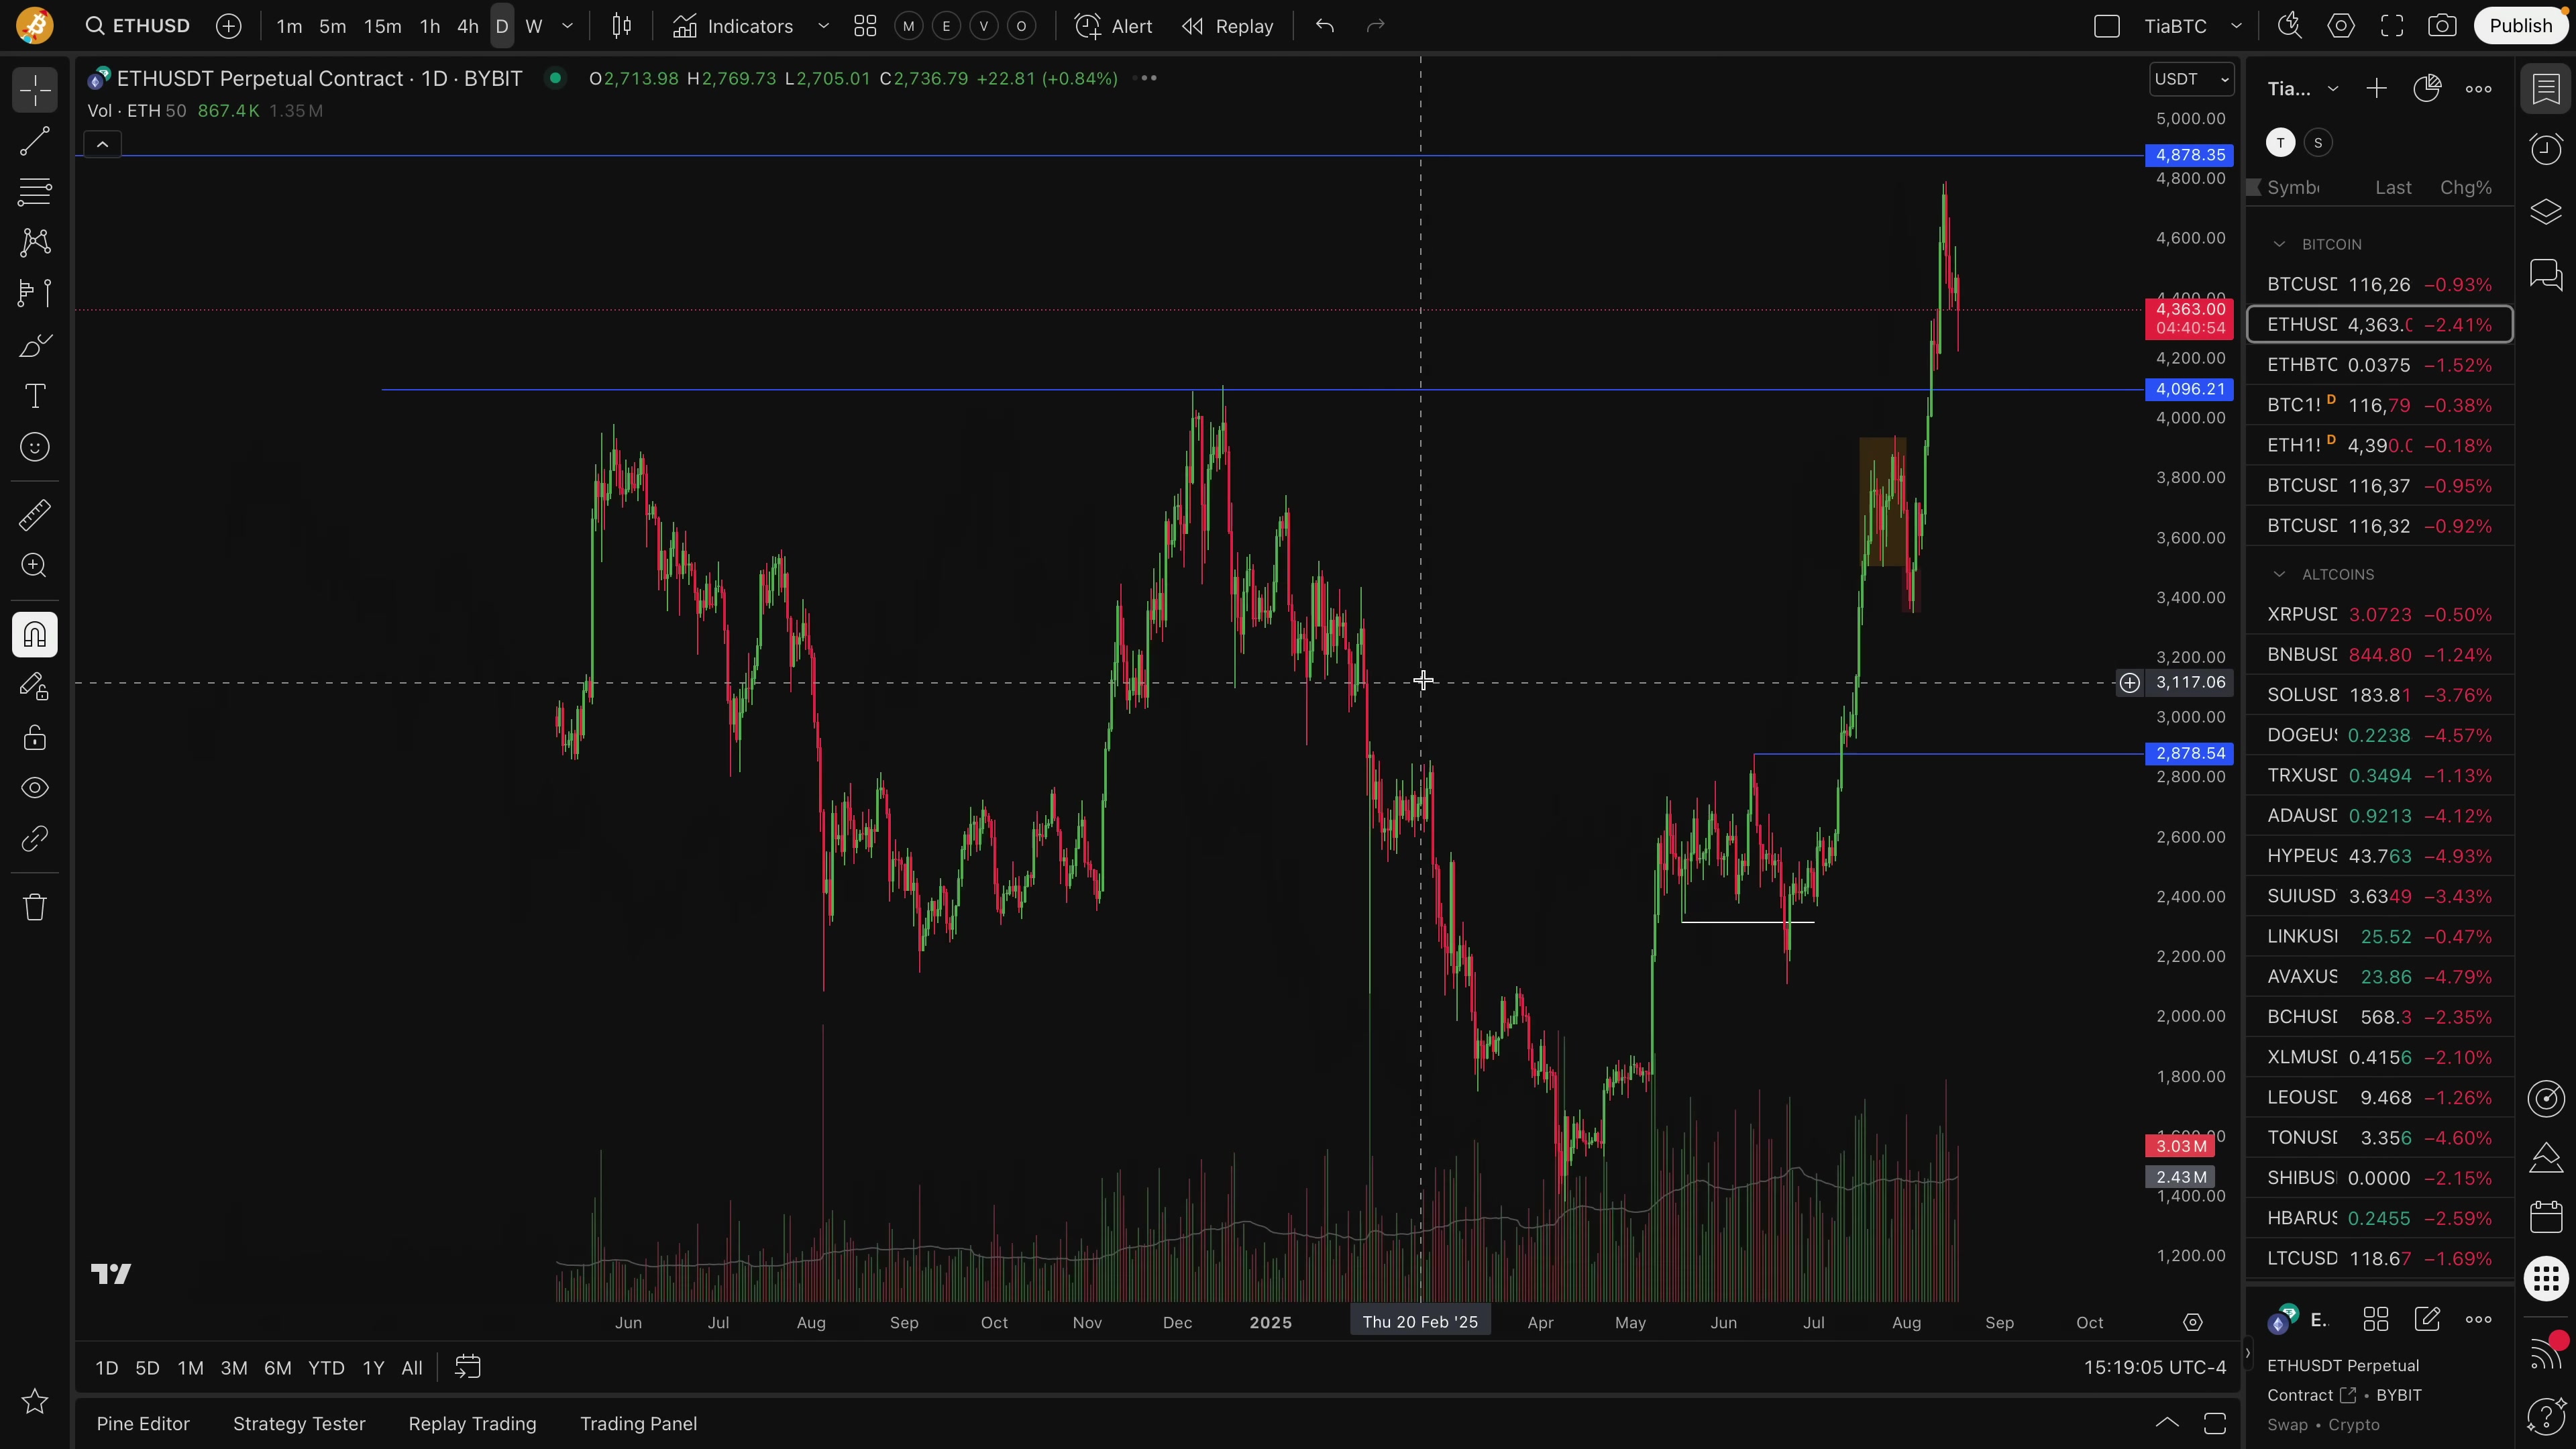 ETHUSD 1m 5m 15m 1h 4h D W Indicators M E V O Alert Replay TiaBTC Publish
ETHUSDT Perpetual Contract · 1D · BYBIT O2,713.98 H2,769.73 L2,705.01 C2,736.79 +22.81 (+0.84%)
Vol · ETH 50 867.4K 1.35M
USDT
5,000.00
4,878.35
4,800.00
4,600.00
4,363.00
04:40:54
4,200.00
4,096.21
4,000.00
3,800.00
3,600.00
3,400.00
3,200.00
3,117.06
3,000.00
2,878.54
2,800.00
2,600.00
2,400.00
2,200.00
2,000.00
1,800.00
3.03M
2.43M
1,400.00
1,200.00
Jun Jul Aug Sep Oct Nov Dec 2025 Thu 20 Feb '25 Apr May Jun Jul Aug Sep Oct
1D 5D 1M 3M 6M YTD 1Y All 15:19:05 UTC-4
Pine Editor Strategy Tester Replay Trading Trading Panel
Tia...
T S
Last Chg%
BITCOIN
BTCUSD 116,26 −0.93%
ETHUSD 4,363.0 −2.41%
ETHBTC 0.0375 −1.52%
BTC1! D 116,79 −0.38%
ETH1! D 4,390.0 −0.18%
BTCUSD 116,37 −0.95%
BTCUSD 116,32 −0.92%
ALTCOINS
XRPUSD 3.0723 −0.50%
BNBUSD 844.80 −1.24%
SOLUSD 183.81 −3.76%
DOGEUS 0.2238 −4.57%
TRXUSD 0.3494 −1.13%
ADAUSD 0.9213 −4.12%
HYPEUS 43.763 −4.93%
SUIUSD 3.6349 −3.43%
LINKUSD 25.52 −0.47%
AVAXUS 23.86 −4.79%
BCHUSD 568.3 −2.35%
XLMUSD 0.4156 −2.10%
LEOUSD 9.468 −1.26%
TONUSD 3.356 −4.60%
SHIBUS 0.0000 −2.15%
HBARUS 0.2455 −2.59%
LTCUSD 118.67 −1.69%
E.
ETHUSDT Perpetual
Contract • BYBIT
Swap • Crypto